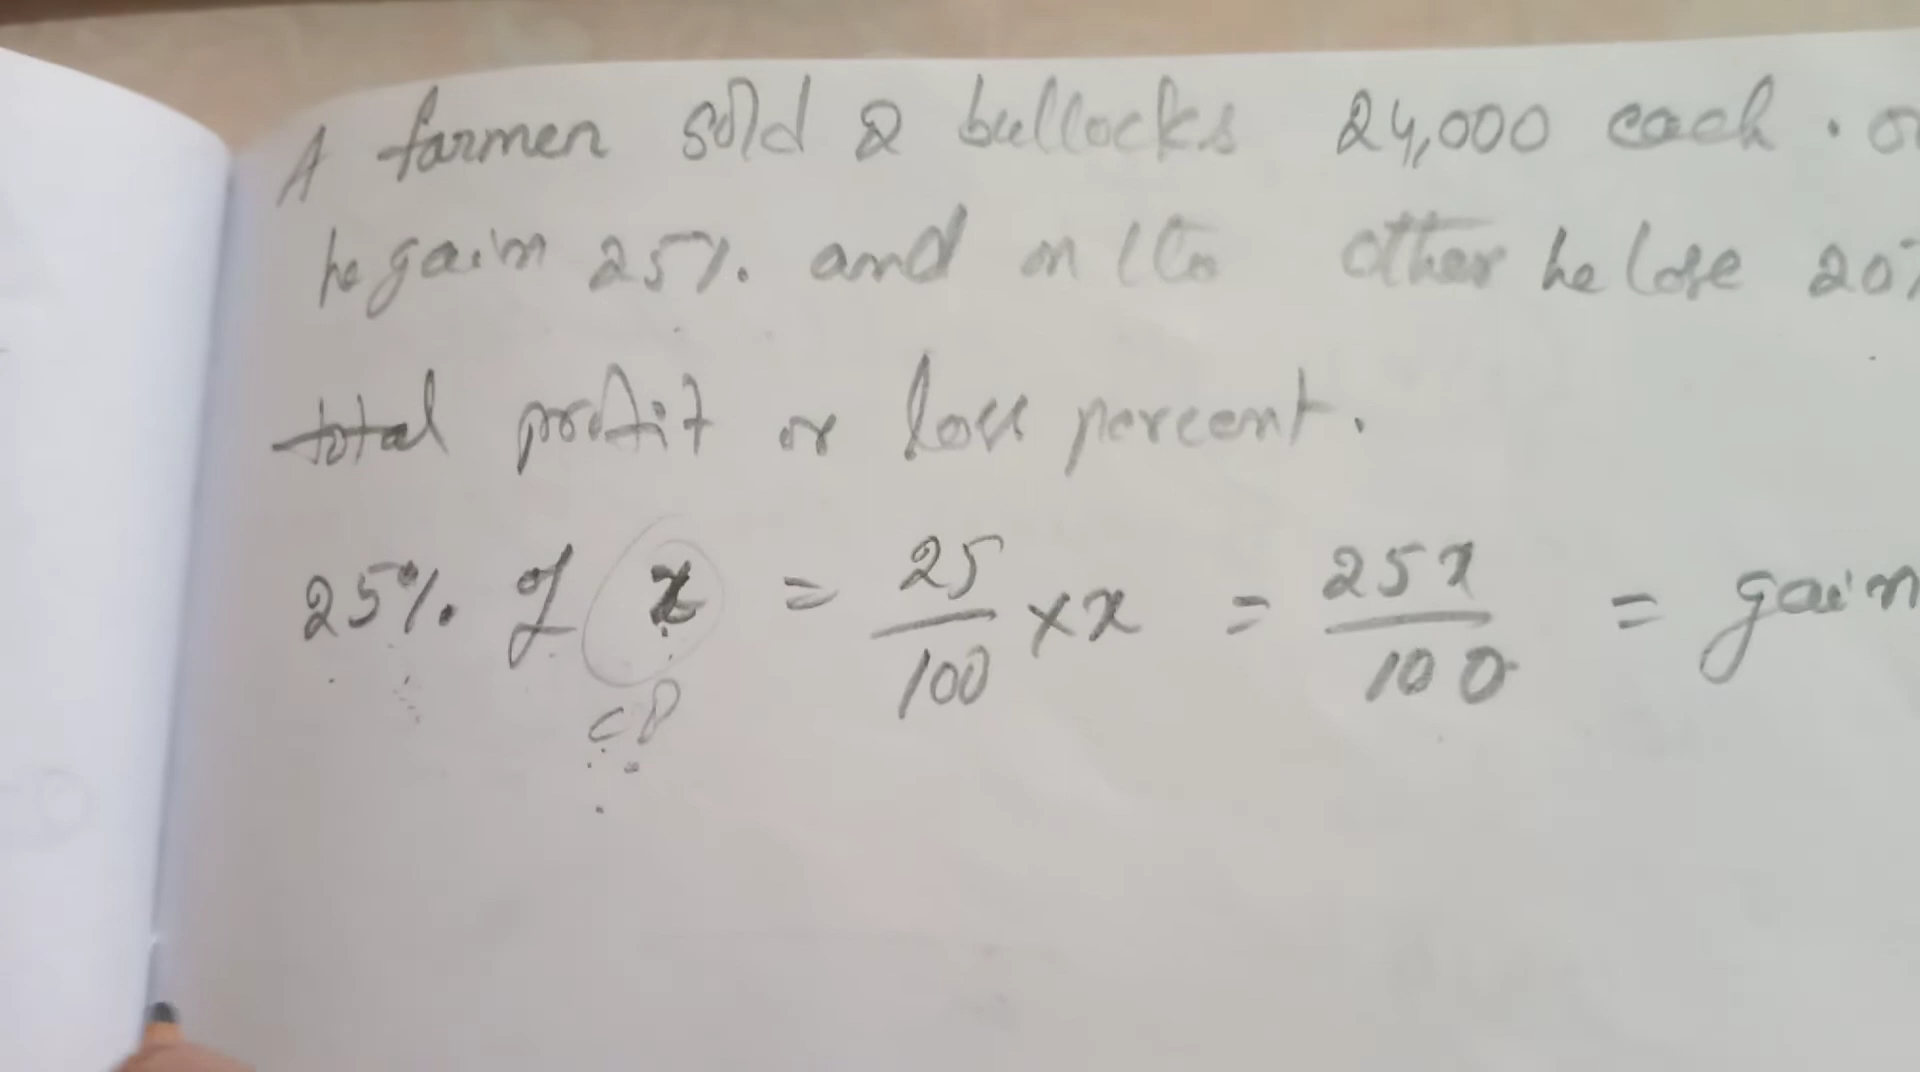 A farmer sold 2 bullocks 24,000 each. o
he gain 25%. and on the other he lose 20%
total profit or loss percent.
25% of x = 25/100 × x = 25x/100 = gain
CP